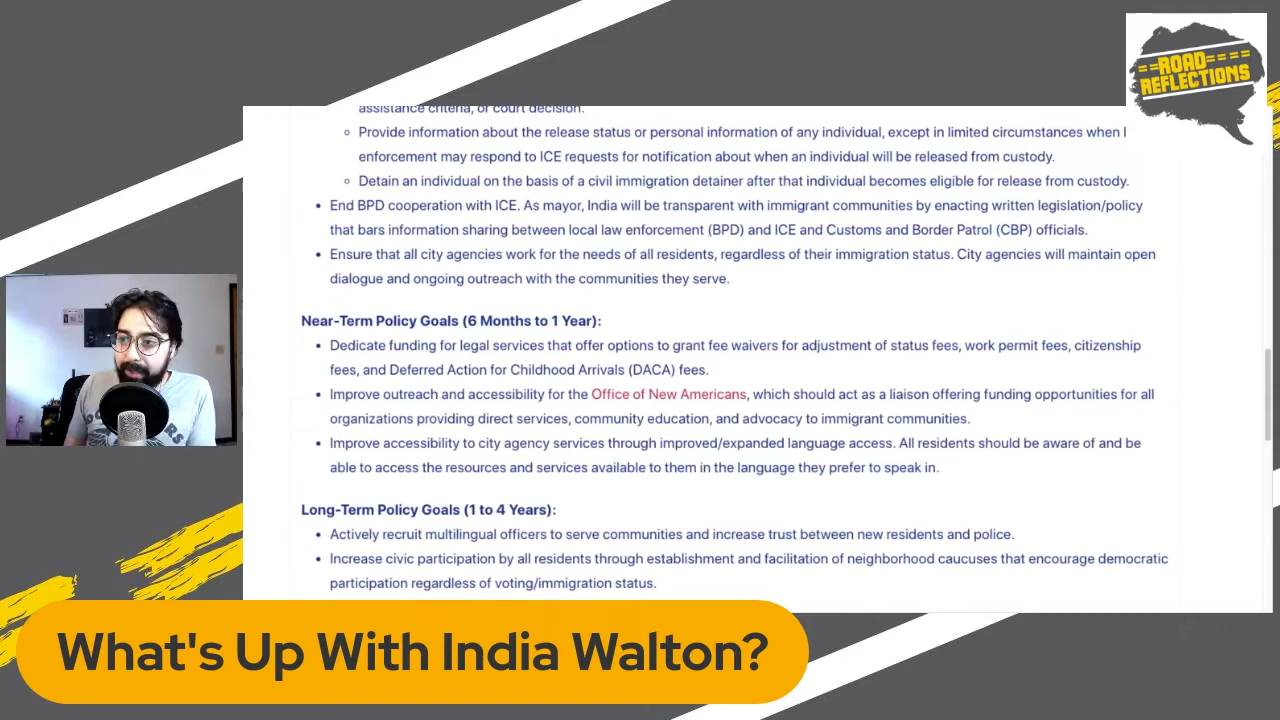 ==ROAD====
REFLECTIONS
assistance criteria, or court decision.
Provide information about the release status or personal information of any individual, except in limited circumstances when l
enforcement may respond to ICE requests for notification about when an individual will be released from custody.
Detain an individual on the basis of a civil immigration detainer after that individual becomes eligible for release from custody.
End BPD cooperation with ICE. As mayor, India will be transparent with immigrant communities by enacting written legislation/policy
that bars information sharing between local law enforcement (BPD) and ICE and Customs and Border Patrol (CBP) officials.
Ensure that all city agencies work for the needs of all residents, regardless of their immigration status. City agencies will maintain open
dialogue and ongoing outreach with the communities they serve.
Near-Term Policy Goals (6 Months to 1 Year):
Dedicate funding for legal services that offer options to grant fee waivers for adjustment of status fees, work permit fees, citizenship
fees, and Deferred Action for Childhood Arrivals (DACA) fees.
Improve outreach and accessibility for the Office of New Americans, which should act as a liaison offering funding opportunities for all
organizations providing direct services, community education, and advocacy to immigrant communities.
Improve accessibility to city agency services through improved/expanded language access. All residents should be aware of and be
able to access the resources and services available to them in the language they prefer to speak in.
Long-Term Policy Goals (1 to 4 Years):
Actively recruit multilingual officers to serve communities and increase trust between new residents and police.
Increase civic participation by all residents through establishment and facilitation of neighborhood caucuses that encourage democratic
participation regardless of voting/immigration status.
What's Up With India Walton?